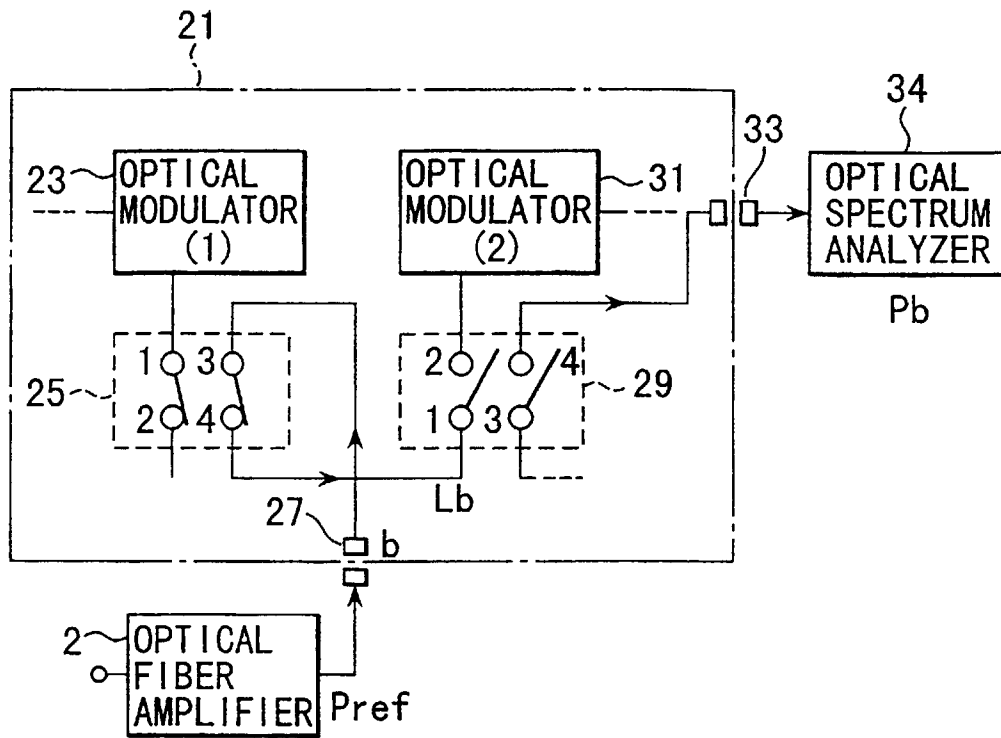 21
34
33
23
OPTICAL
MODULATOR
(1)
OPTICAL
MODULATOR
(2)
31
OPTICAL
SPECTRUM
ANALYZER
Pb
1 3
2 4
25
2 4
1 3
29
Lb
27
b
2
OPTICAL
FIBER
AMPLIFIER
Pref